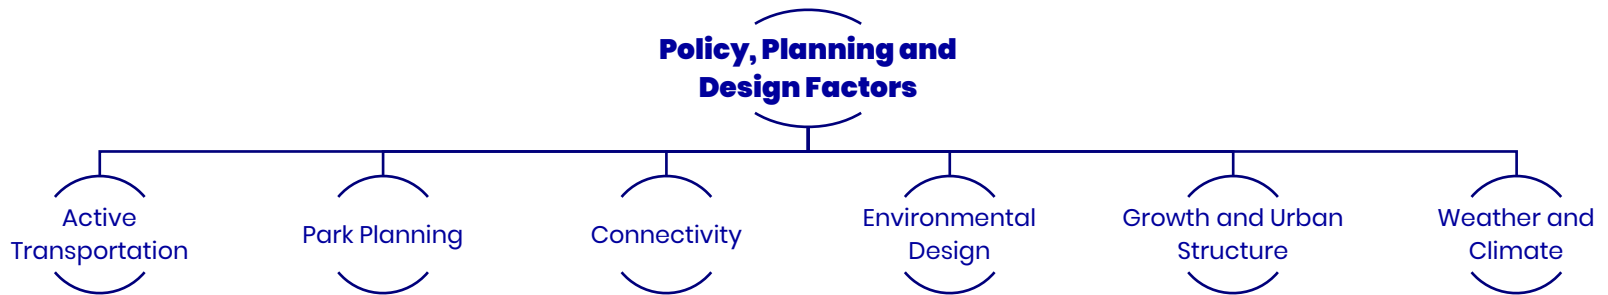 Policy, Planning and
Design Factors
Active
Transportation
Park Planning
Connectivity
Environmental
Design
Growth and Urban
Structure
Weather and
Climate